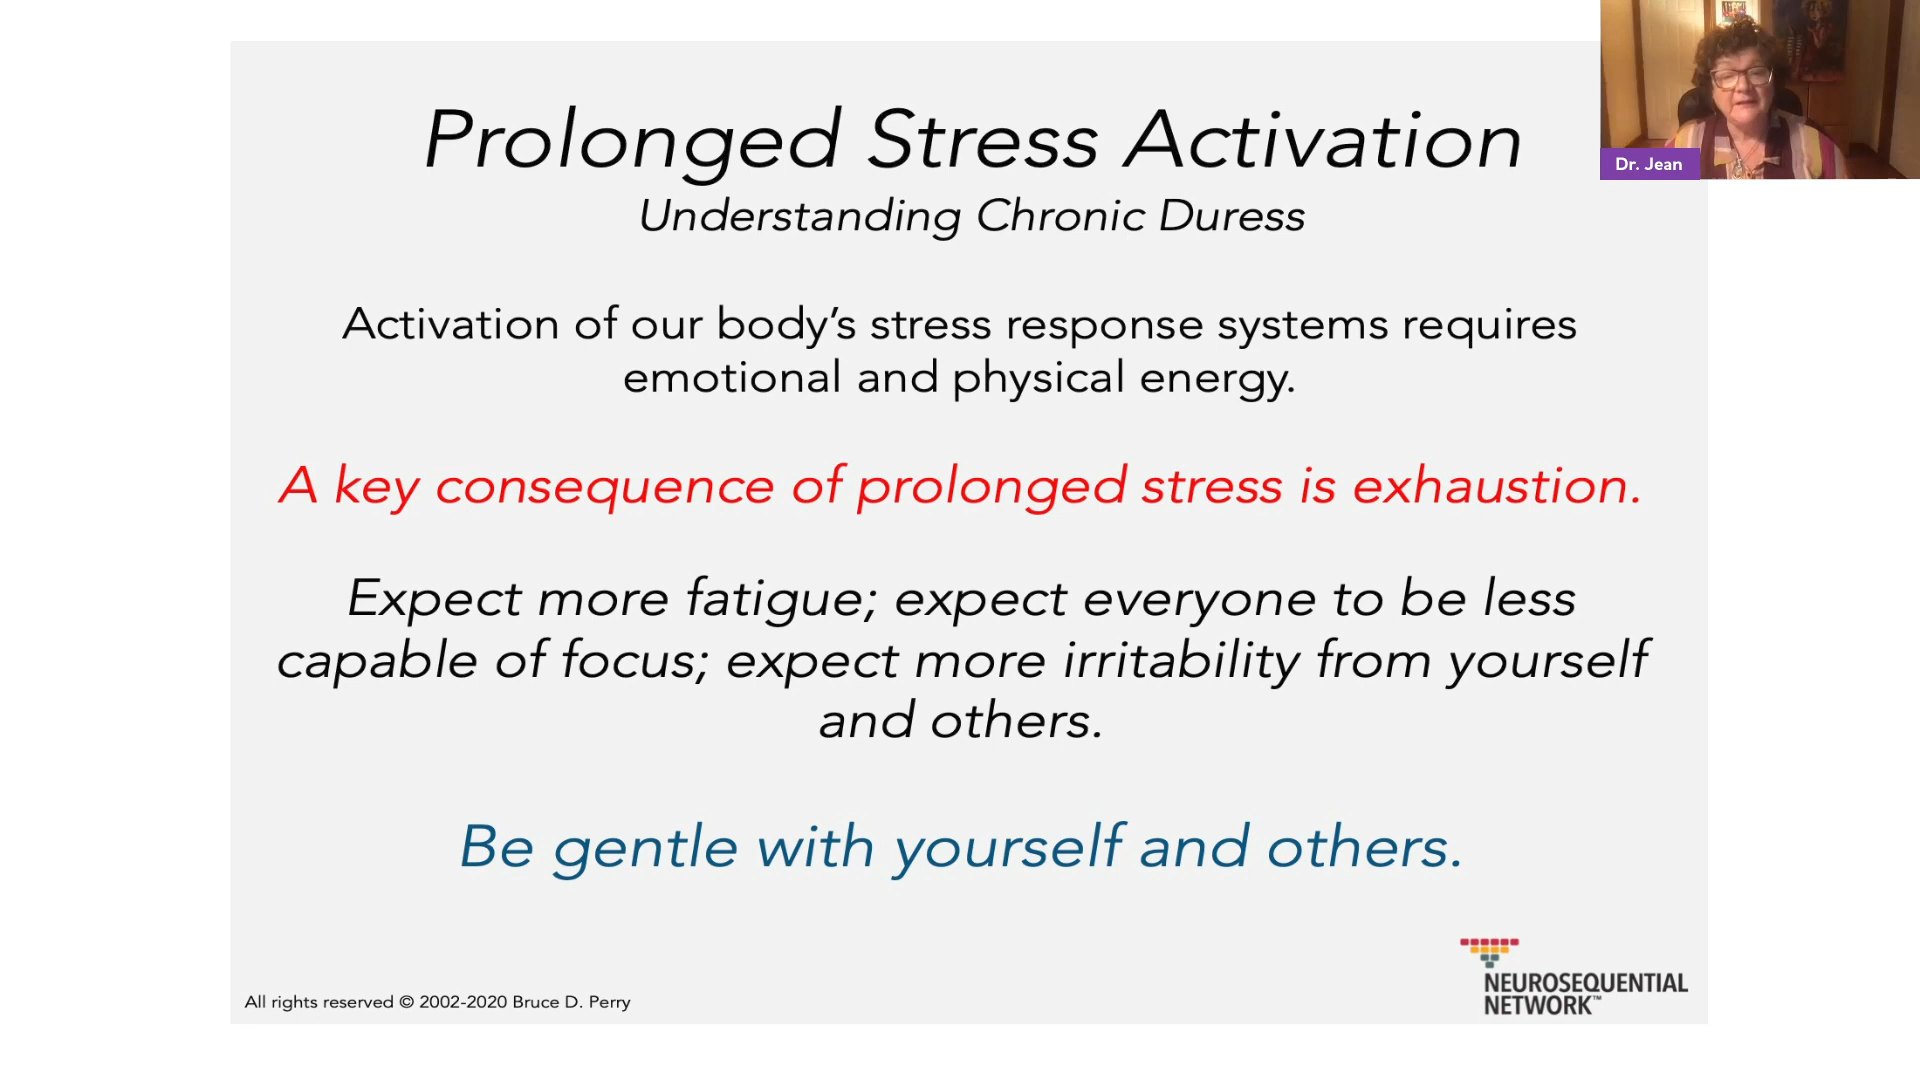 Prolonged Stress Activation
Understanding Chronic Duress
Activation of our body’s stress response systems requires
emotional and physical energy.
A key consequence of prolonged stress is exhaustion.
Expect more fatigue; expect everyone to be less
capable of focus; expect more irritability from yourself
and others.
Be gentle with yourself and others.
All rights reserved © 2002-2020 Bruce D. Perry
NEUROSEQUENTIAL
NETWORK™
Dr. Jean